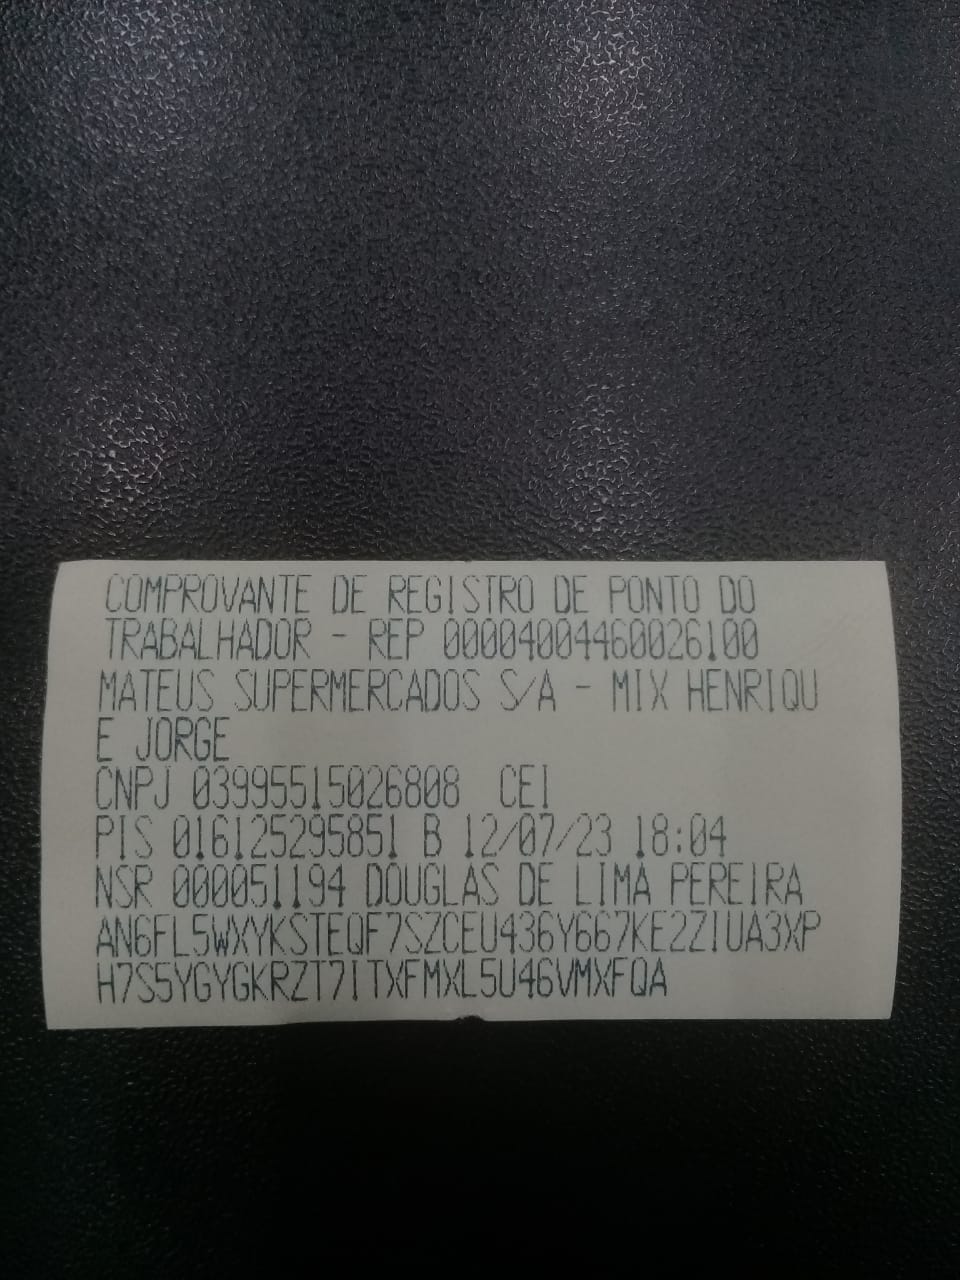 COMPROVANTE DE REGISTRO DE PONTO DO
TRABALHADOR - REP 00004004460026100
MATEUS SUPERMERCADOS S/A - MIX HENRIQU
E JORGE
CNPJ 03995515026808 CEI
PIS 016125295851 B 12/07/23 18:04
NSR 000051194 DOUGLAS DE LIMA PEREIRA
AN6FL5WXYKSTEQF7SZCEU436Y667KE2ZIUA3XP
H7S5YGYGKRZT7ITXFMXL5U46VMXFQA